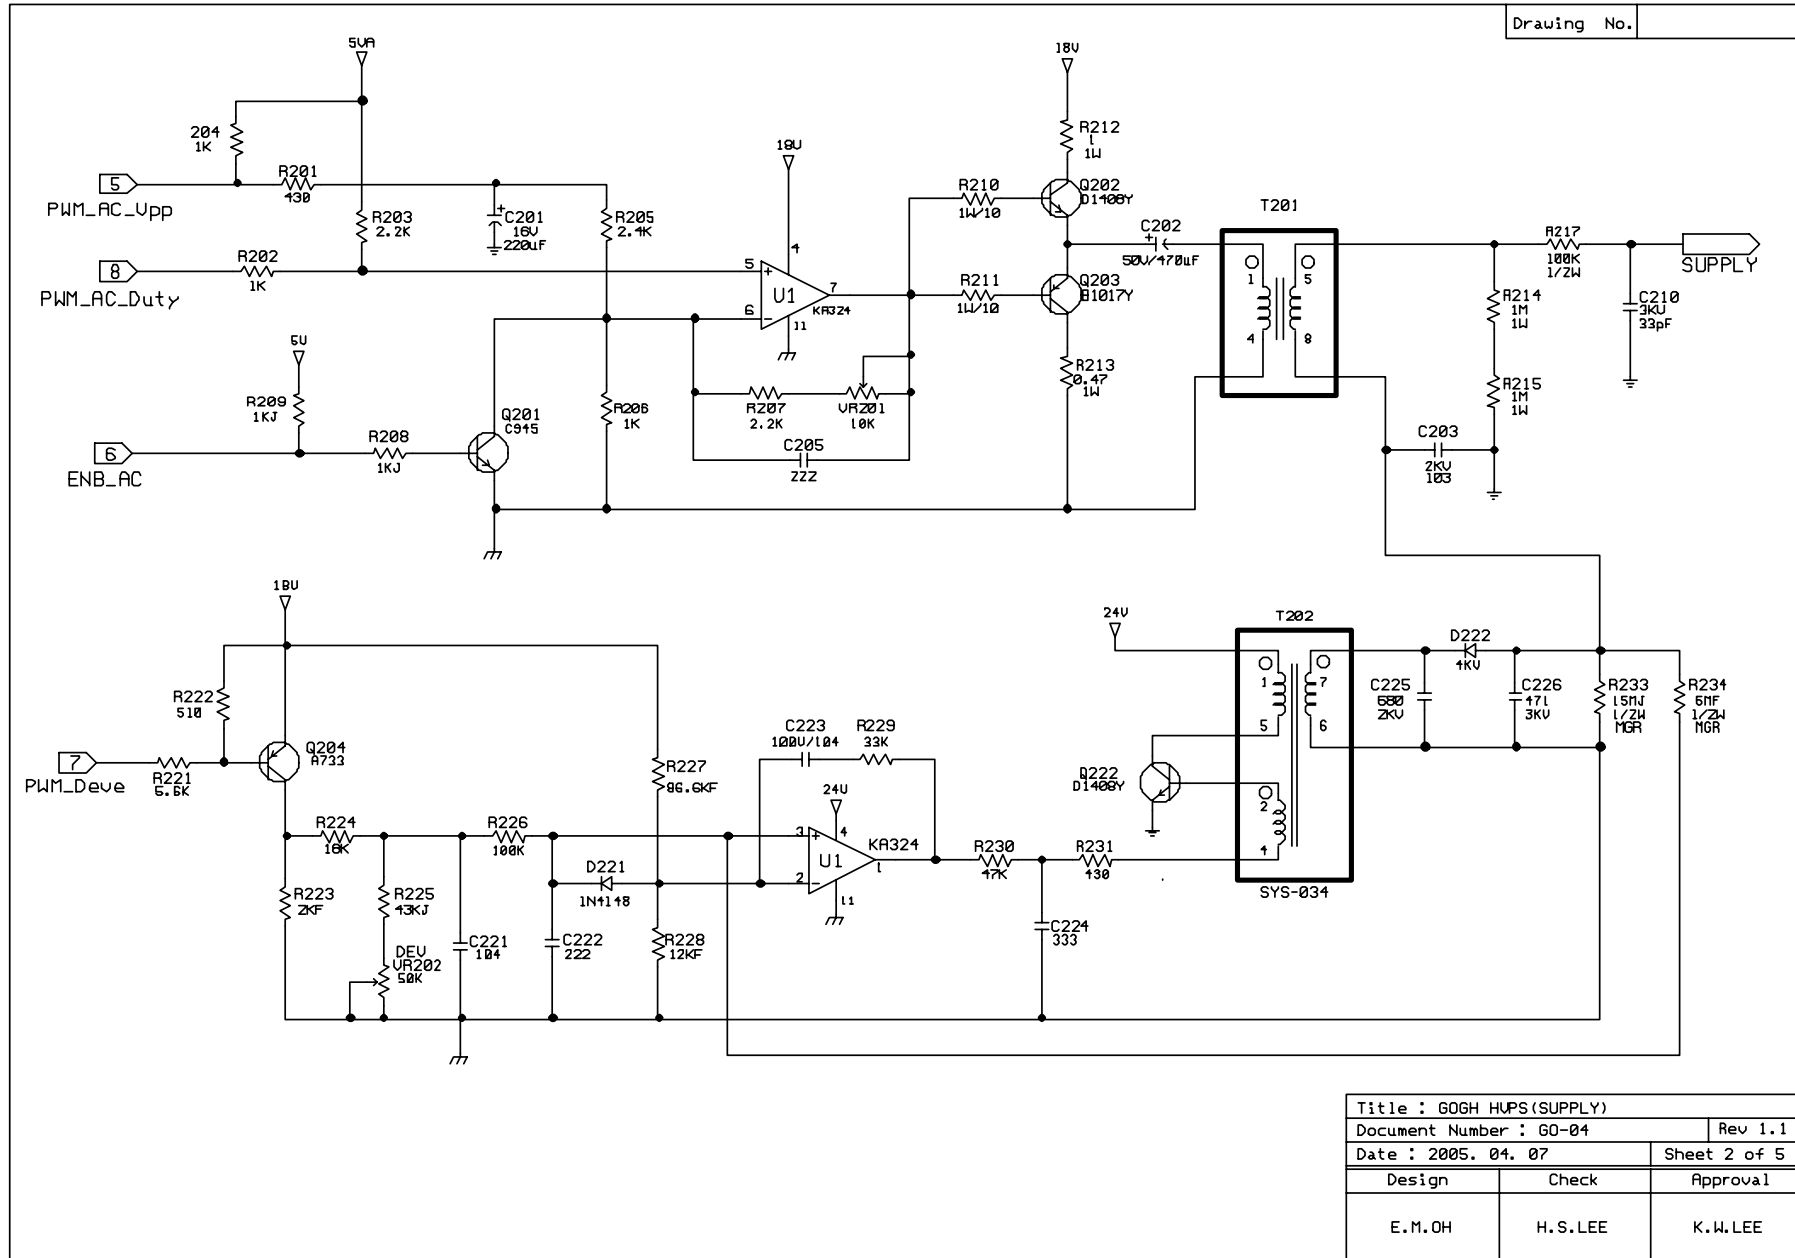 Drawing No.
5VA
18V
204
1K
R212
1
1W
18V
R201
430
5
PWM_AC_Vpp
R203
2.2K
C201
16V
220uF
R205
2.4K
R210
1W/10
Q202
D1408Y
T201
C202
50V/470uF
R217
100K
1/2W
SUPPLY
R202
1K
8
PWM_AC_Duty
4
5
+
6
-
U1
7
KA324
11
R211
1W/10
Q203
B1017Y
1
5
4
8
R214
1M
1W
C210
3KV
33pF
5V
R209
1KJ
R213
0.47
1W
R215
1M
1W
R207
2.2K
VR201
10K
R206
1K
Q201
C945
R208
1KJ
6
ENB_AC
C205
222
C203
2KV
103
18V
24V
T202
R222
510
1
7
5
6
D222
4KV
C225
680
2KV
C226
471
3KV
R233
15MJ
1/2W
MGR
R234
6MF
1/2W
MGR
C223
100V/104
R229
33K
7
PWM_Deve
R221
5.6K
Q204
A733
R227
86.6KF
24V
Q222
D1408Y
2
4
R224
18K
R226
100K
3
+
4
KA324
U1
1
2
-
11
R230
47K
R231
430
D221
1N4148
SYS-034
R223
2KF
R225
43KJ
C221
104
C222
222
R228
12KF
C224
333
DEV
VR202
50K
Title : GOGH HVPS(SUPPLY)
Document Number : GO-04 Rev 1.1
Date : 2005. 04. 07 Sheet 2 of 5
Design Check Approval
E.M.OH H.S.LEE K.W.LEE